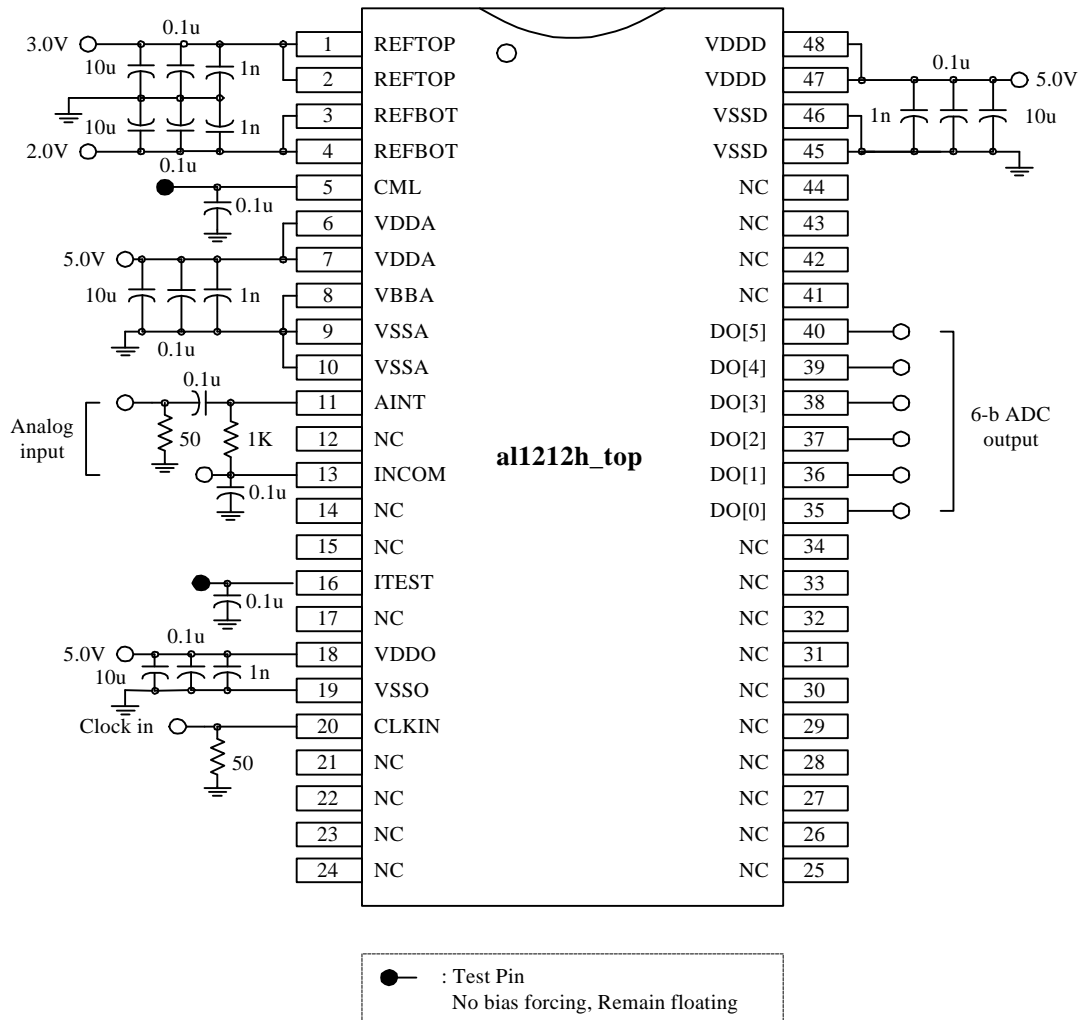 0.1u
3.0V
10u
1n
1 REFTOP
2 REFTOP
3 REFBOT
10u
1n
2.0V
0.1u
4 REFBOT
5 CML
0.1u
6 VDDA
5.0V
7 VDDA
10u
1n
8 VBBA
9 VSSA
0.1u
10 VSSA
0.1u
11 AINT
Analog
input
50
1K
12 NC
13 INCOM
0.1u
14 NC
15 NC
16 ITEST
0.1u
17 NC
0.1u
5.0V
18 VDDO
10u
1n
19 VSSO
Clock in
20 CLKIN
50
21 NC
22 NC
23 NC
24 NC
al1212h_top
VDDD 48
0.1u
VDDD 47
5.0V
VSSD 46
1n
10u
VSSD 45
NC 44
NC 43
NC 42
NC 41
DO[5] 40
DO[4] 39
DO[3] 38
DO[2] 37
DO[1] 36
DO[0] 35
6-b ADC
output
NC 34
NC 33
NC 32
NC 31
NC 30
NC 29
NC 28
NC 27
NC 26
NC 25
: Test Pin
No bias forcing, Remain floating